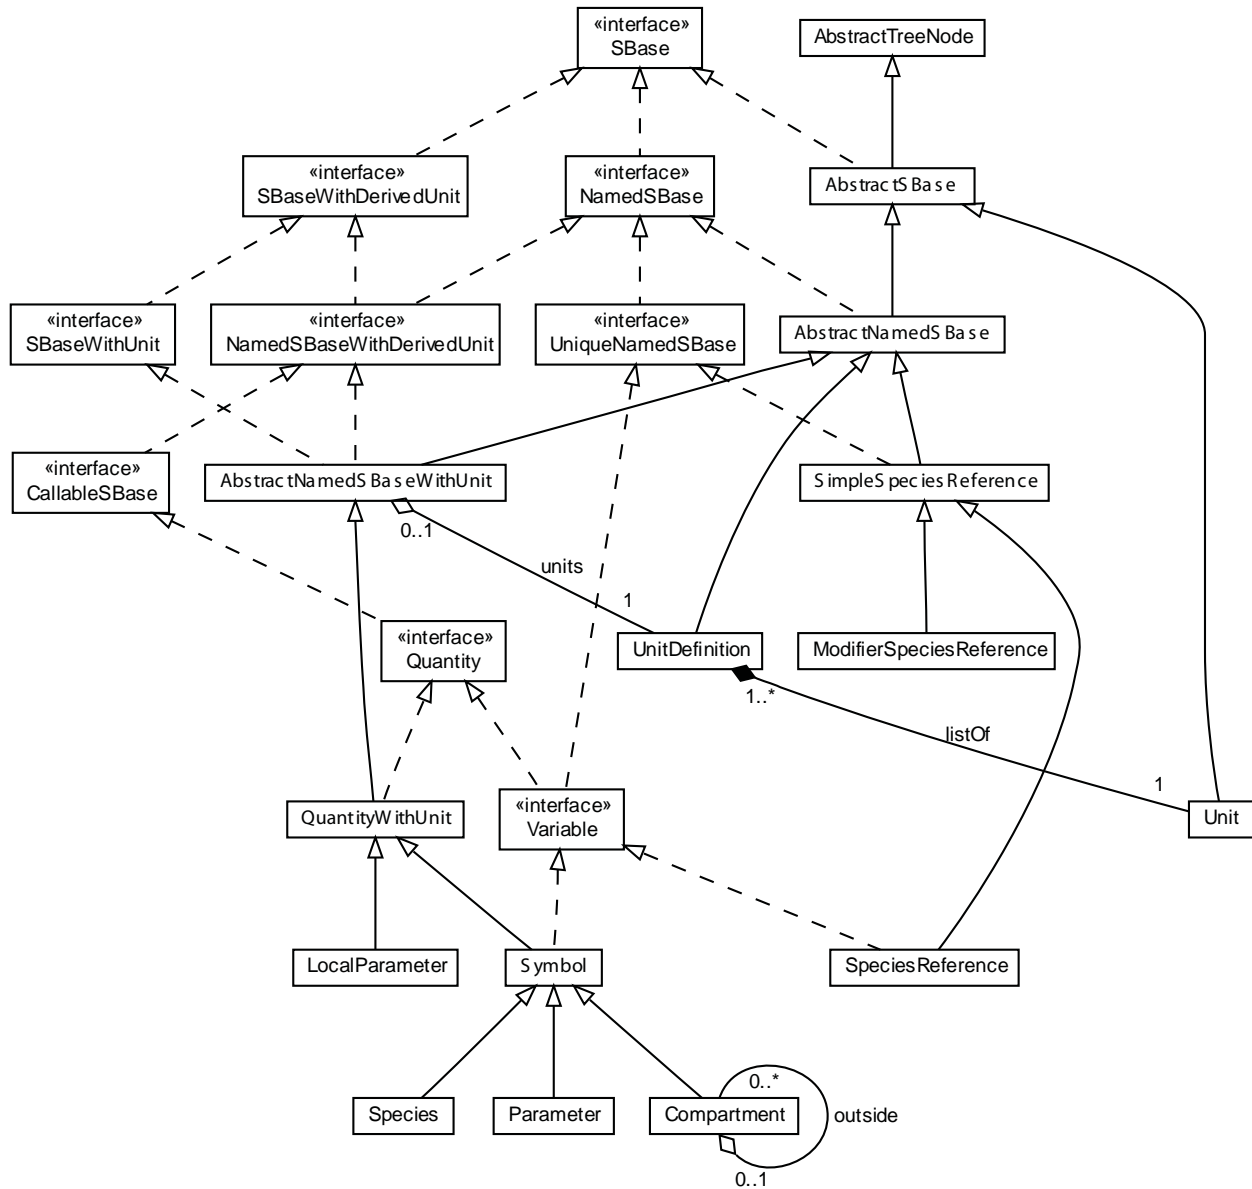 «interface»
SBase
AbstractTreeNode
«interface»
SBaseWithDerivedUnit
«interface»
NamedSBase
AbstractSBase
«interface»
SBaseWithUnit
«interface»
NamedSBaseWithDerivedUnit
«interface»
UniqueNamedSBase
AbstractNamedSBase
«interface»
CallableSBase
AbstractNamedSBaseWithUnit
SimpleSpeciesReference
0..1
units
1
«interface»
Quantity
UnitDefinition
ModifierSpeciesReference
1..*
listOf
1
QuantityWithUnit
«interface»
Variable
Unit
LocalParameter
Symbol
SpeciesReference
0..*
Species
Parameter
Compartment
outside
0..1